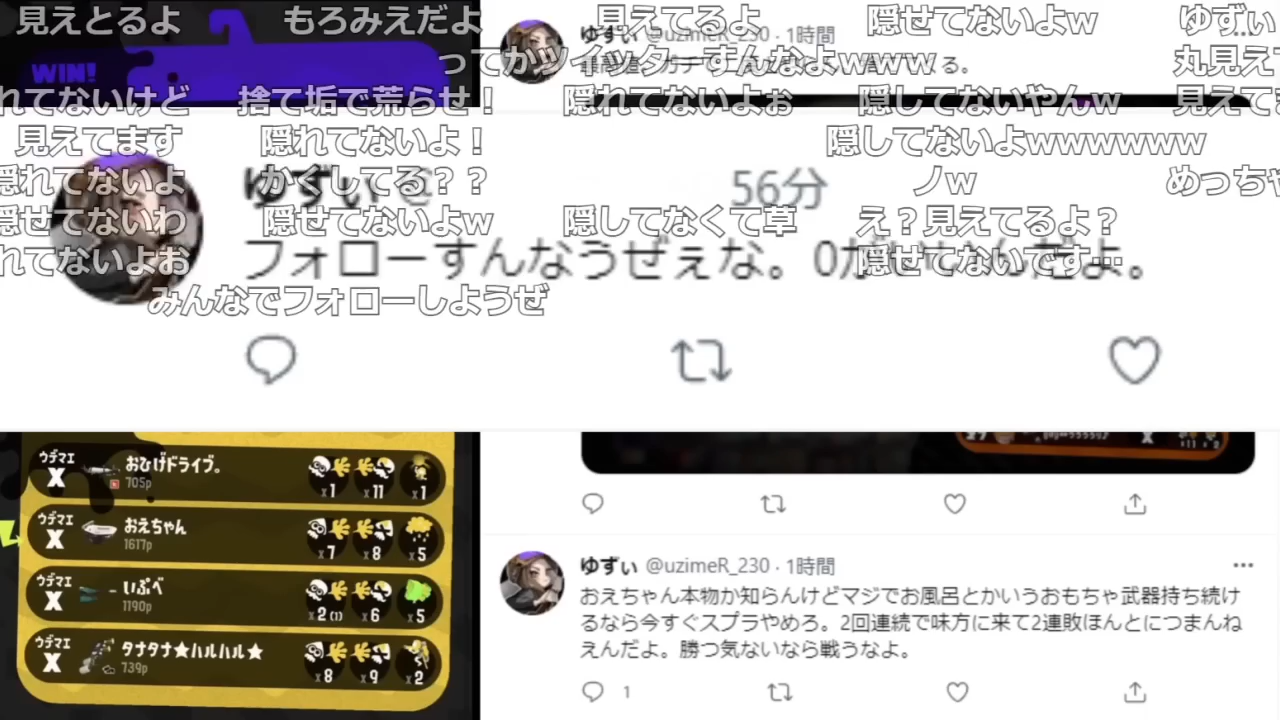 見えとるよ
もろみえだよ
見えてるよ
隠せてないよw
ゆずぃ
WIN!
ゆずぃ @uzimeR_230・1時間
ってかツイッターすんなよwww
丸見え
れてないけど
捨て垢で荒らせ！
隠れてないよぉ
隠してないやんw
見えてま
見えてます
隠れてないよ！
隠してないよwwwwwww
隠れてないよ
かくしてる？？
ノw
めっちゃ
ゆずぃ @
56分
隠せてないわ
隠せてないよw
隠してなくて草
え？見えてるよ？
フォローすんなうぜぇな。
れてないよお
隠せてないです…
みんなでフォローしようぜ
ウデマエ
X
おひげドライブ。
705p
x1
x11
x1
ウデマエ
X
おえちゃん
1617p
x7
x8
x5
ウデマエ
X
いぷべ
1190p
x2(1)
x6
x5
ウデマエ
X
タナタナ★ハルハル★
739p
x8
x9
x2
ゆずぃ @uzimeR_230・1時間
おえちゃん本物か知らんけどマジでお風呂とかいうおもちゃ武器持ち続け
るなら今すぐスプラやめろ。2回連続で味方に来て2連敗ほんとにつまんね
えんだよ。勝つ気ないなら戦うなよ。
1